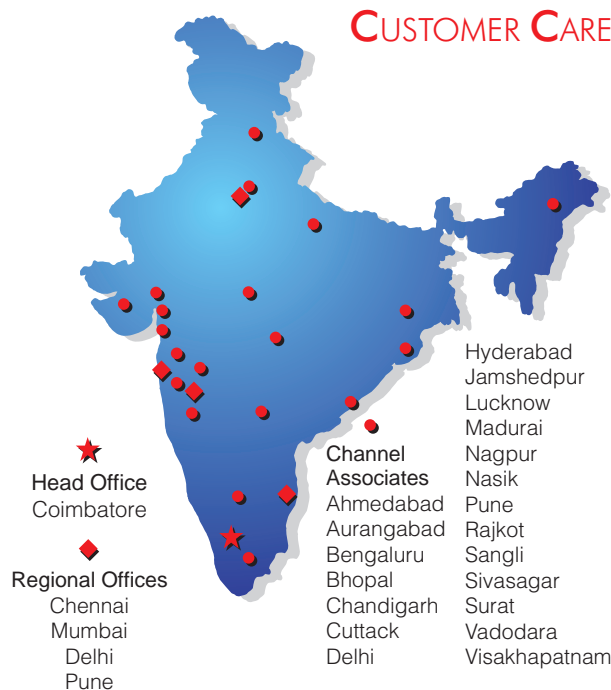 CUSTOMER CARE
Head Office
Coimbatore
Regional Offices
Chennai
Mumbai
Delhi
Pune
Channel
Associates
Ahmedabad
Aurangabad
Bengaluru
Bhopal
Chandigarh
Cuttack
Delhi
Hyderabad
Jamshedpur
Lucknow
Madurai
Nagpur
Nasik
Pune
Rajkot
Sangli
Sivasagar
Surat
Vadodara
Visakhapatnam